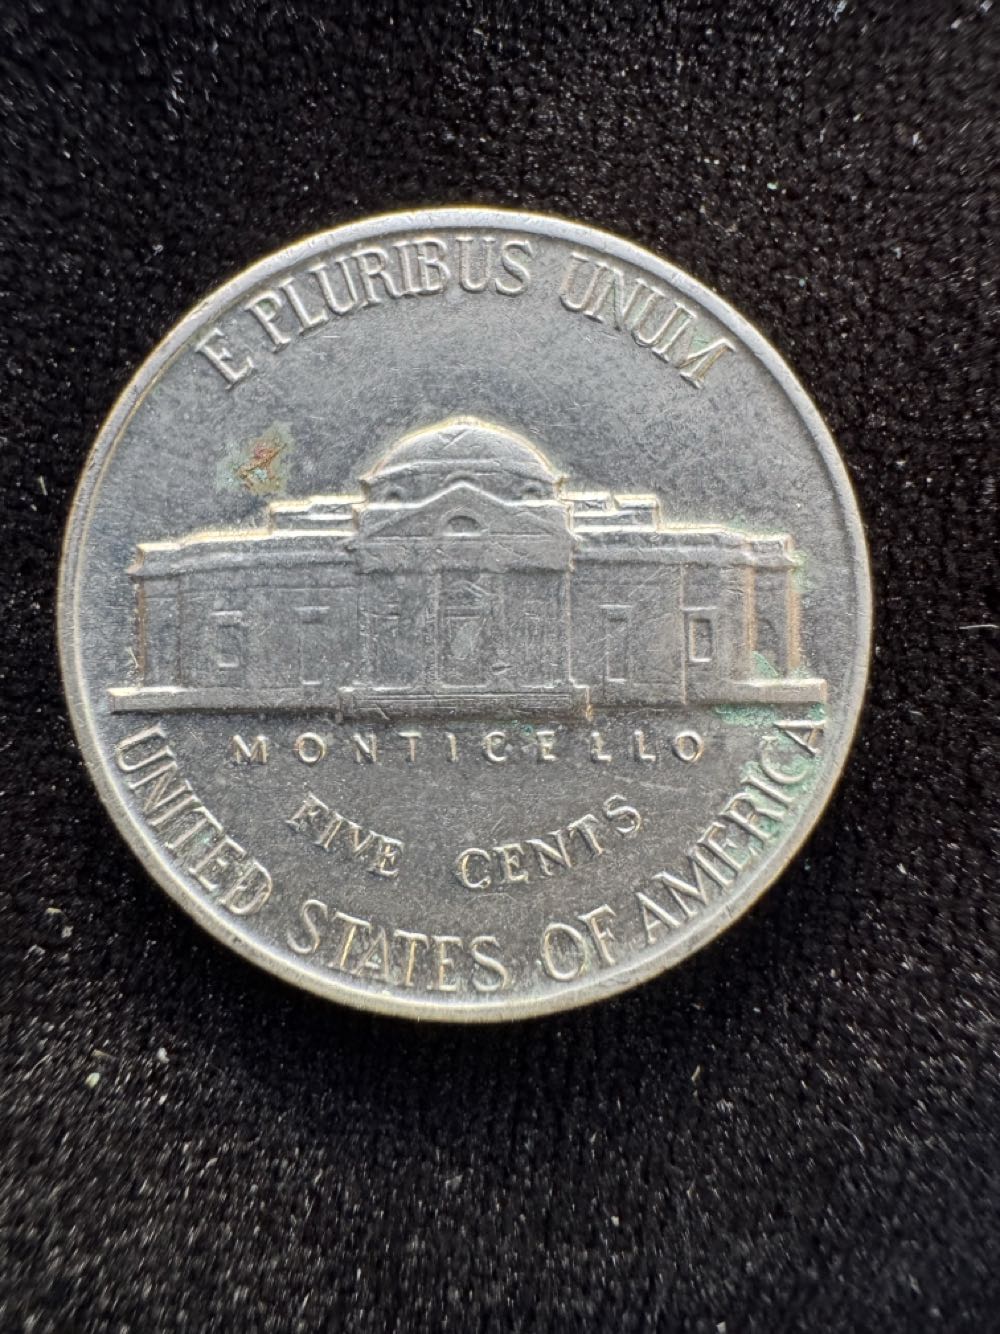 E PLURIBUS UNUM
MONTICELLO
FIVE CENTS
UNITED STATES OF AMERICA